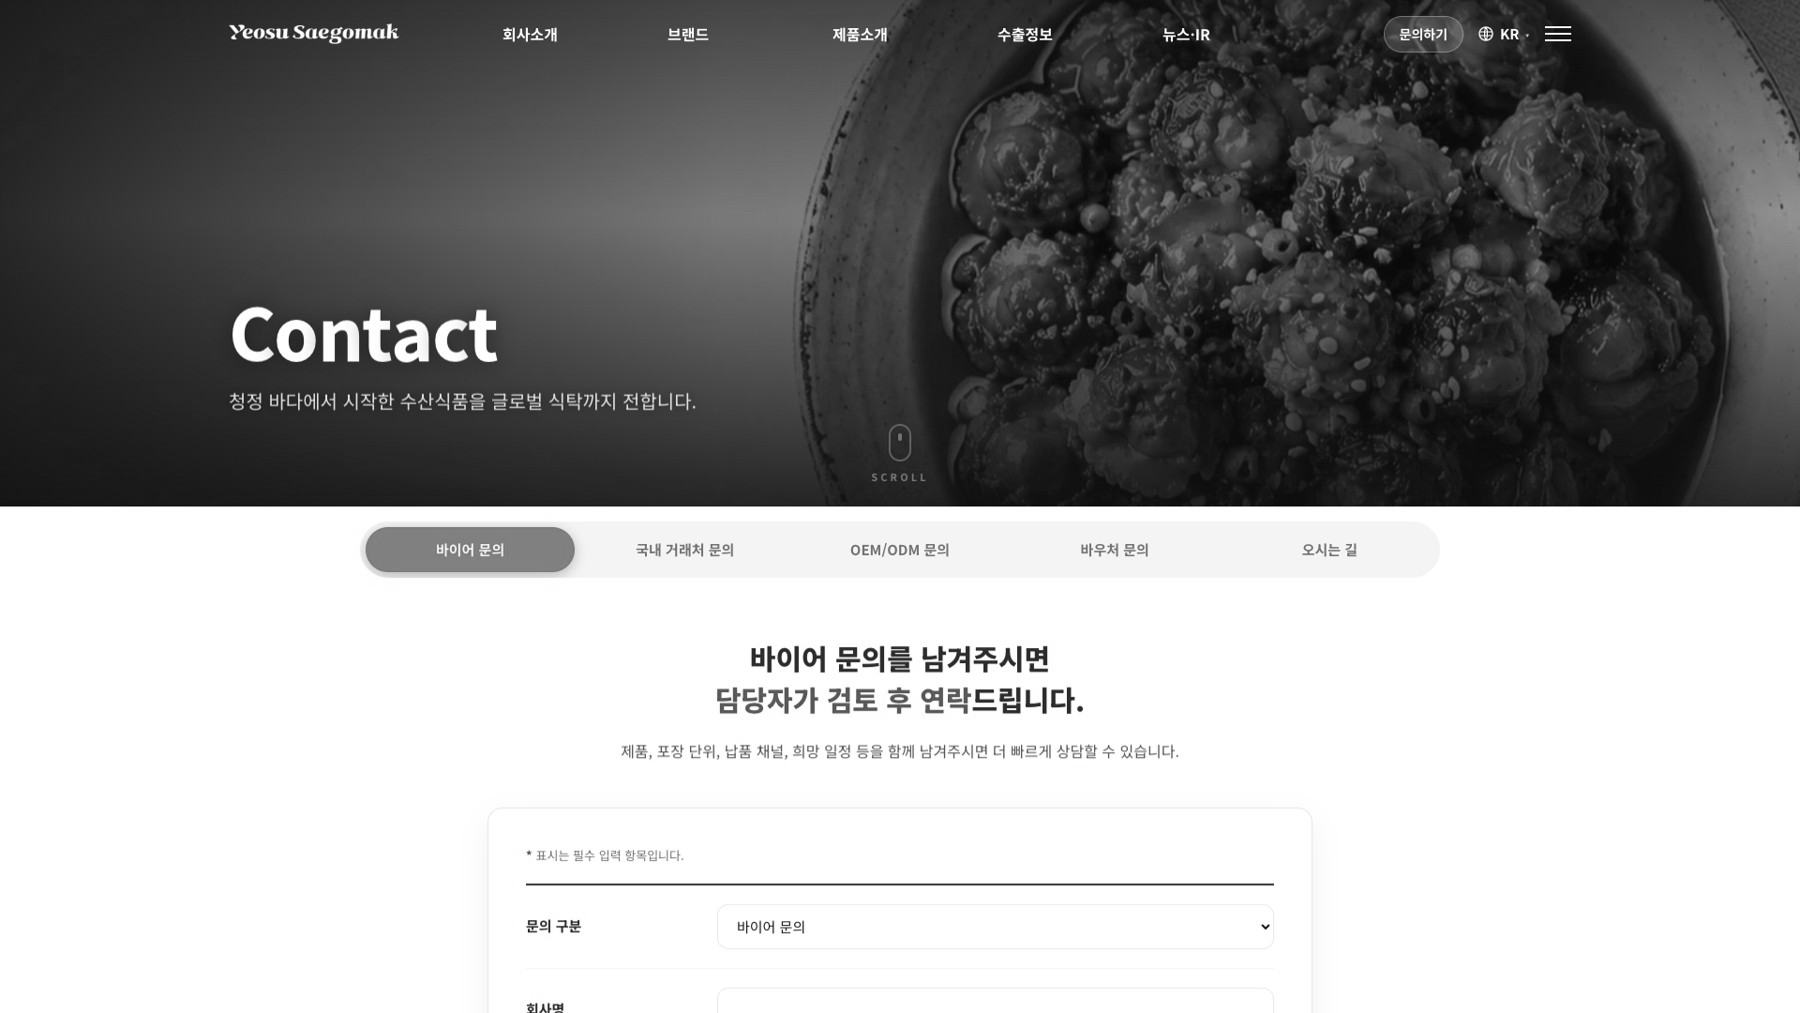 Yeosu Saegomak
회사소개
브랜드
제품소개
수출정보
뉴스·IR
문의하기
KR
Contact
청정 바다에서 시작한 수산식품을 글로벌 식탁까지 전합니다.
SCROLL
바이어 문의
국내 거래처 문의
OEM/ODM 문의
바우처 문의
오시는 길
바이어 문의를 남겨주시면
담당자가 검토 후 연락드립니다.
제품, 포장 단위, 납품 채널, 희망 일정 등을 함께 남겨주시면 더 빠르게 상담할 수 있습니다.
* 표시는 필수 입력 항목입니다.
문의 구분
바이어 문의
회사명